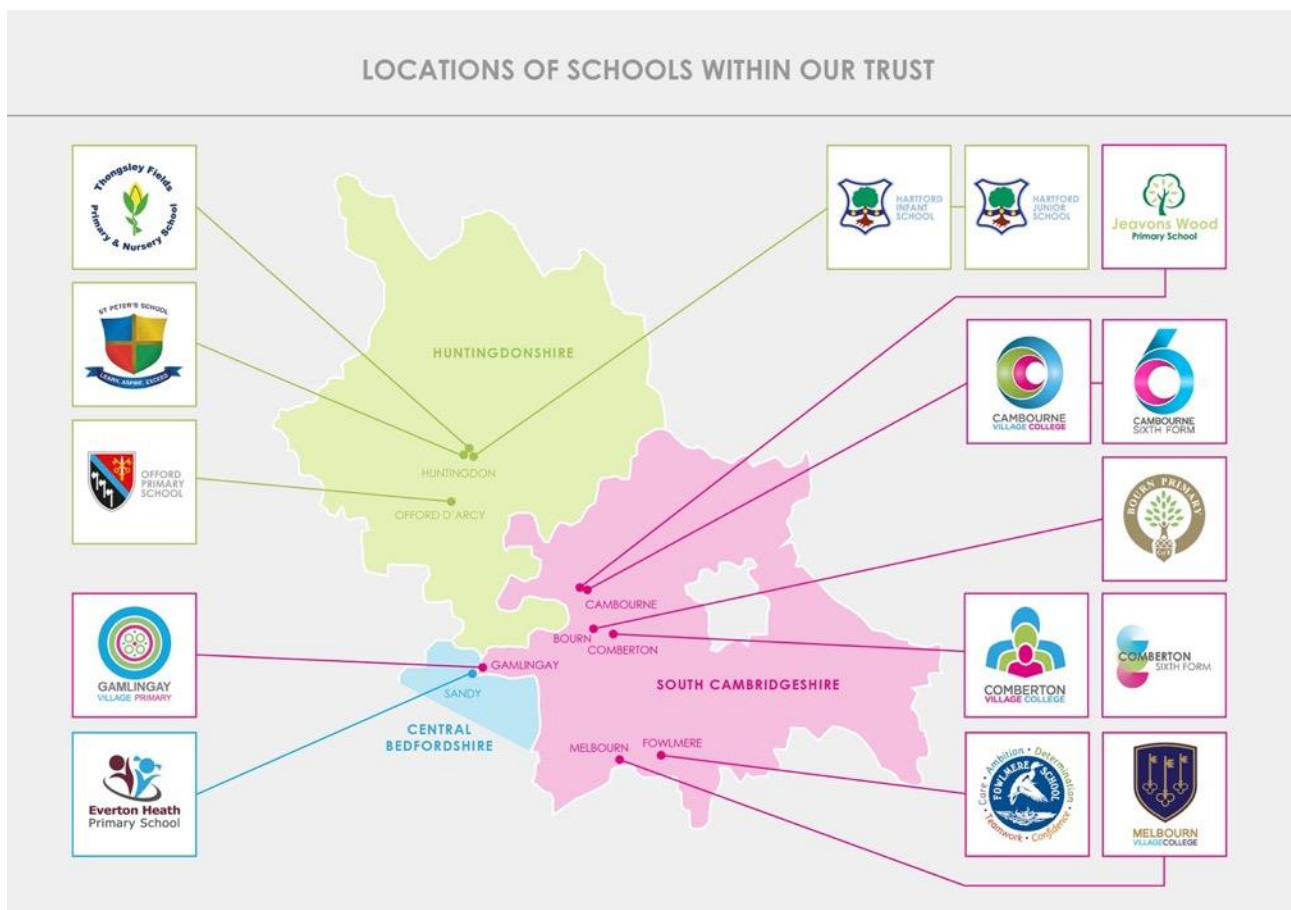 LOCATIONS OF SCHOOLS WITHIN OUR TRUST
Thongsley Fields
Primary & Nursery School
HARTFORD
INFANT
SCHOOL
HARTFORD
JUNIOR
SCHOOL
Jeavons Wood
Primary School
ST PETER'S SCHOOL
LEARN, ASPIRE, EXCEED
HUNTINGDONSHIRE
CAMBOURNE
VILLAGE COLLEGE
CAMBOURNE
SIXTH FORM
OFFORD
PRIMARY
SCHOOL
HUNTINGDON
OFFORD D'ARCY
BOURN PRIMARY
CofE
CAMBOURNE
BOURN
COMBERTON
GAMLINGAY
VILLAGE PRIMARY
GAMLINGAY
SANDY
SOUTH CAMBRIDGESHIRE
COMBERTON
VILLAGE COLLEGE
COMBERTON
SIXTH FORM
CENTRAL
BEDFORDSHIRE
MELBOURN
FOWLMERE
Everton Heath
Primary School
Care • Ambition • Determination
FOWLMERE SCHOOL
Teamwork • Confidence
MELBOURN
VILLAGECOLLEGE